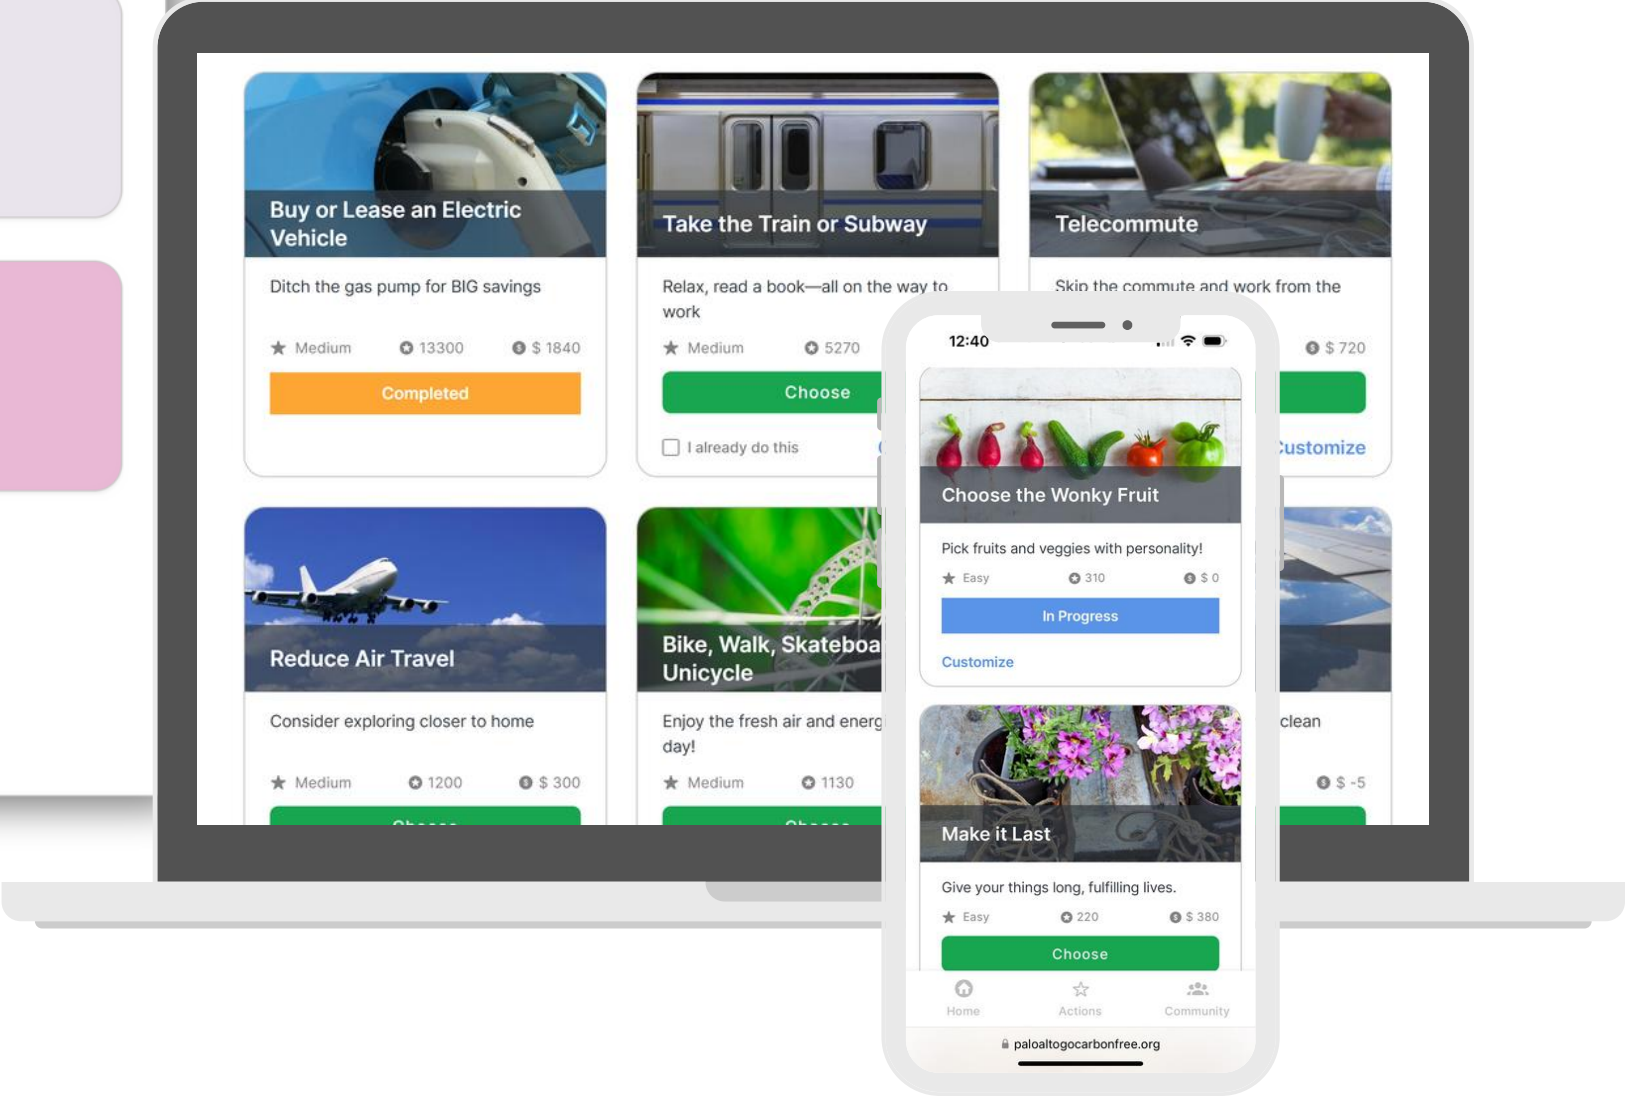 Buy or Lease an Electric
Vehicle
Ditch the gas pump for BIG savings
Medium 13300 $ 1840
Completed
Take the Train or Subway
Relax, read a book—all on the way to
work
Medium 5270
Choose
I already do this
Telecommute
Skip the commute and work from the
$ 720
Customize
Reduce Air Travel
Consider exploring closer to home
Medium 1200 $ 300
Choose
Bike, Walk,
Unicycle
Enjoy the fresh air and
day!
Medium 1130
Choose
clean
$ -5
12:40
Choose the Wonky Fruit
Pick fruits and veggies with personality!
Easy 310 $ 0
In Progress
Customize
Make it Last
Give your things long, fulfilling lives.
Easy 220 $ 380
Choose
Home Actions Community
paloaltogocarbonfree.org